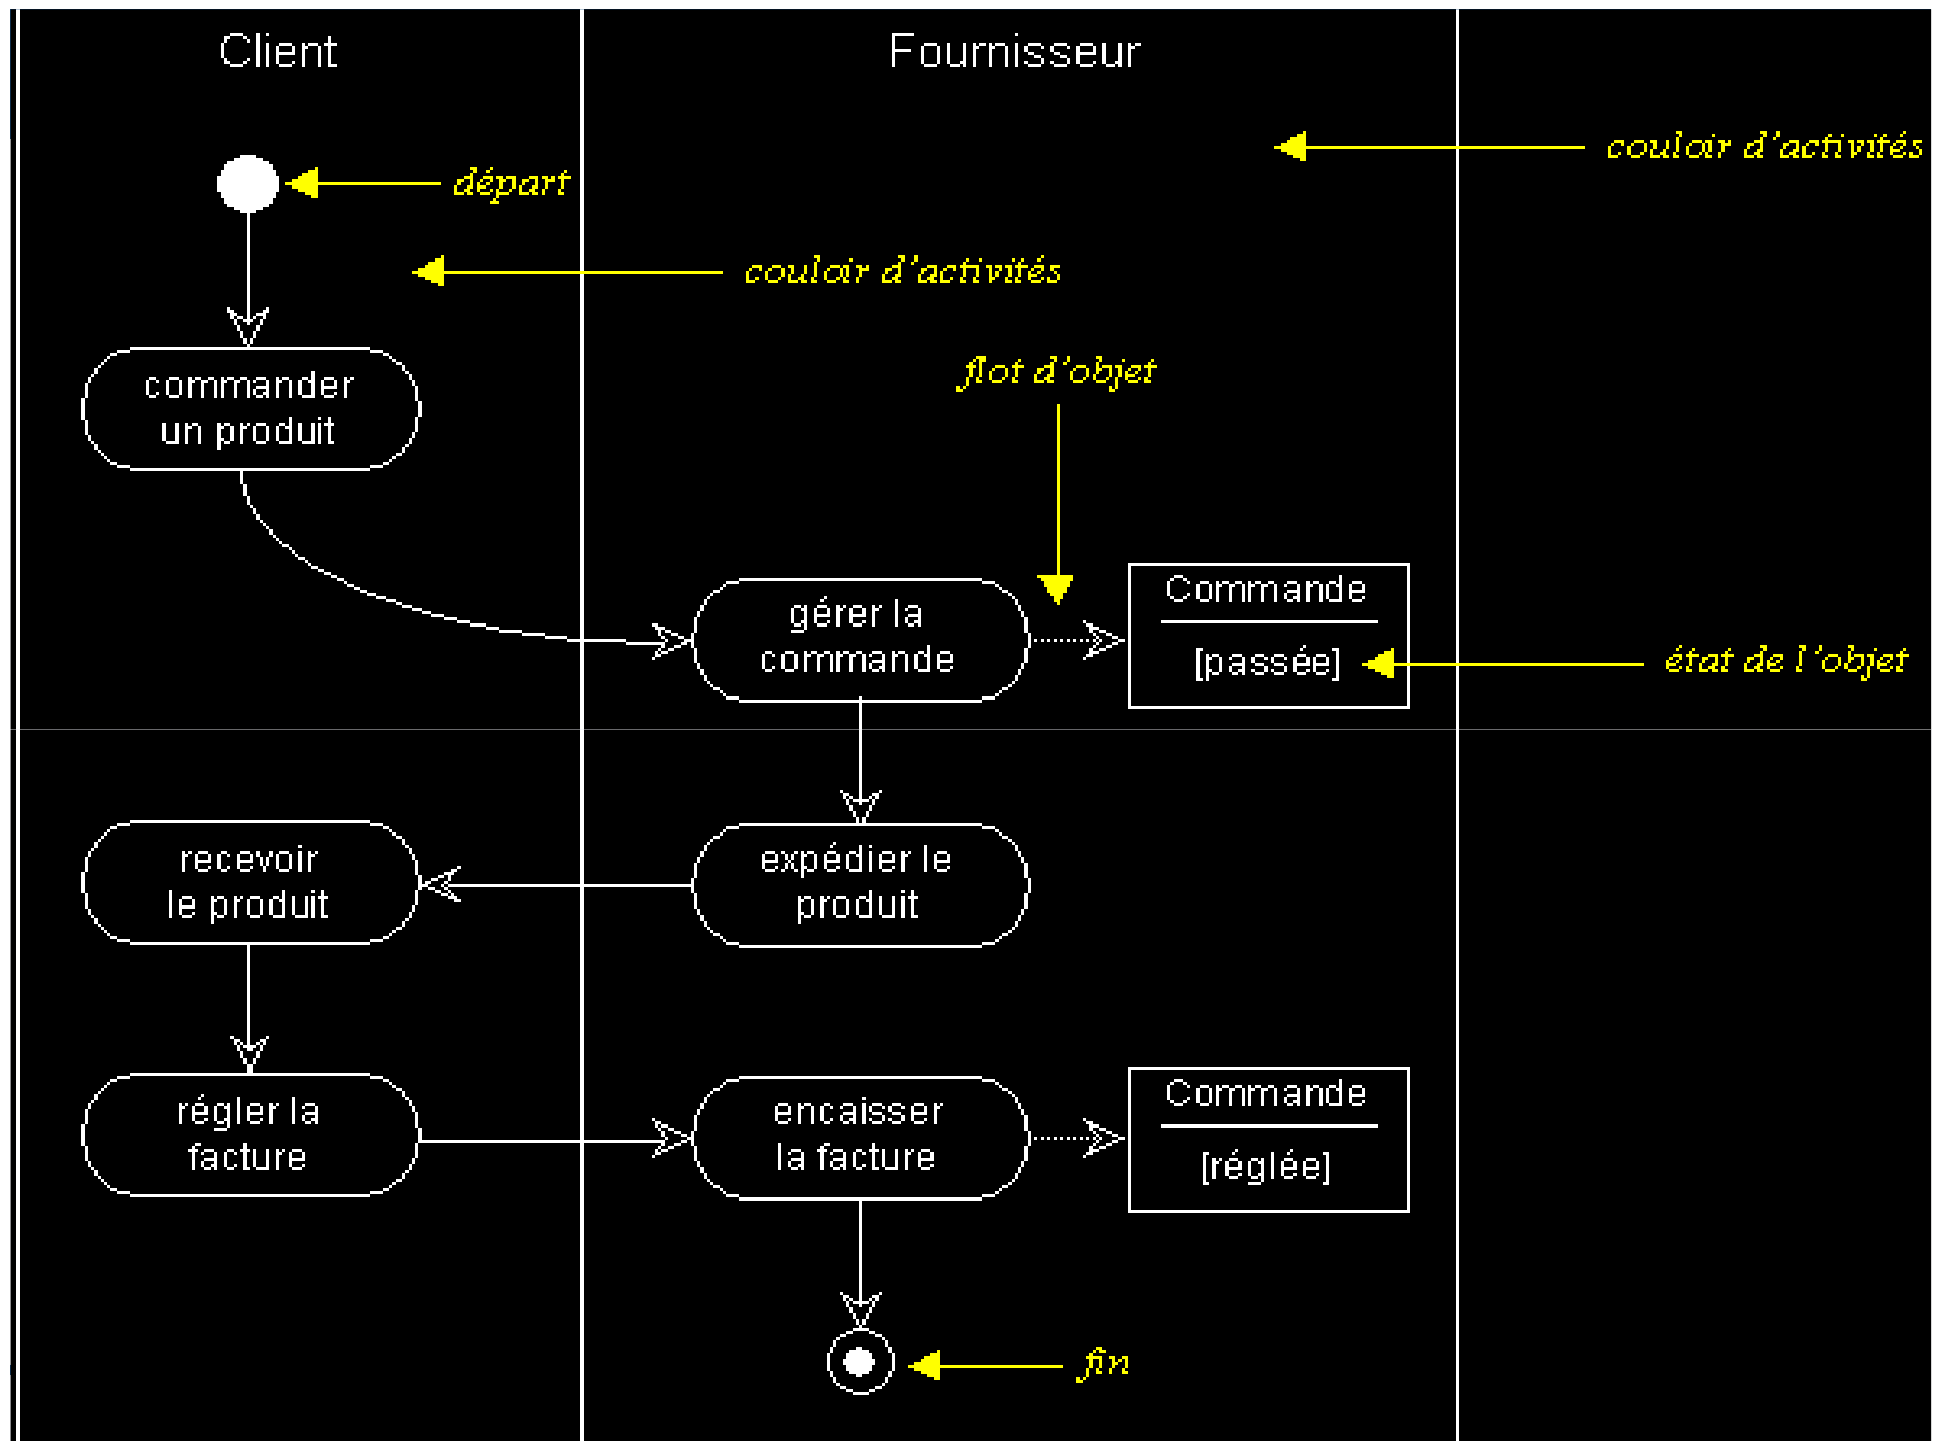 Client
Fournisseur
couloir d'activités
départ
couloir d'activités
flot d'objet
commander
un produit
gérer la
commande
Commande
[passée]
état de l'objet
recevoir
le produit
expédier le
produit
régler la
facture
encaisser
la facture
Commande
[réglée]
fin